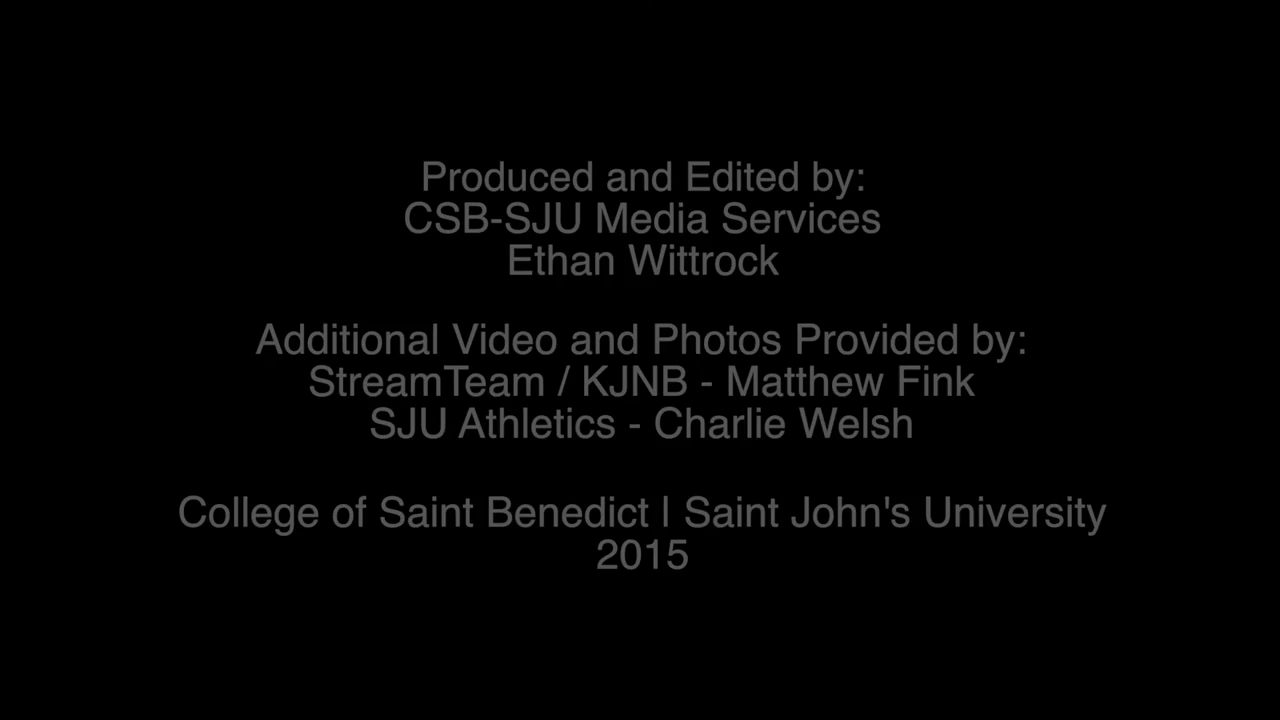 Produced and Edited by:
CSB-SJU Media Services
Ethan Wittrock
Additional Video and Photos Provided by:
StreamTeam / KJNB - Matthew Fink
SJU Athletics - Charlie Welsh
College of Saint Benedict | Saint John's University
2015